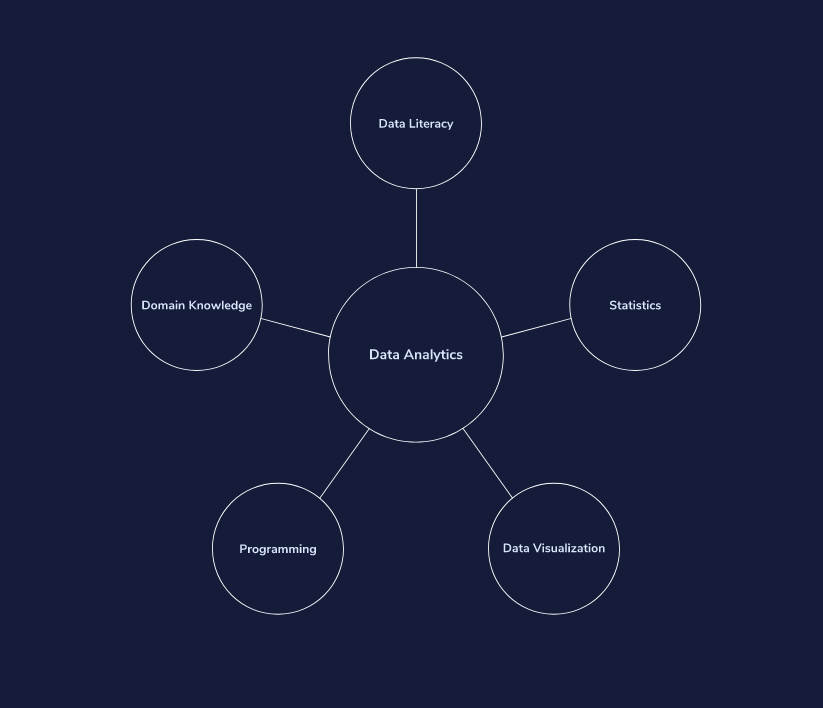 Data Literacy
Domain Knowledge
Statistics
Data Analytics
Programming
Data Visualization